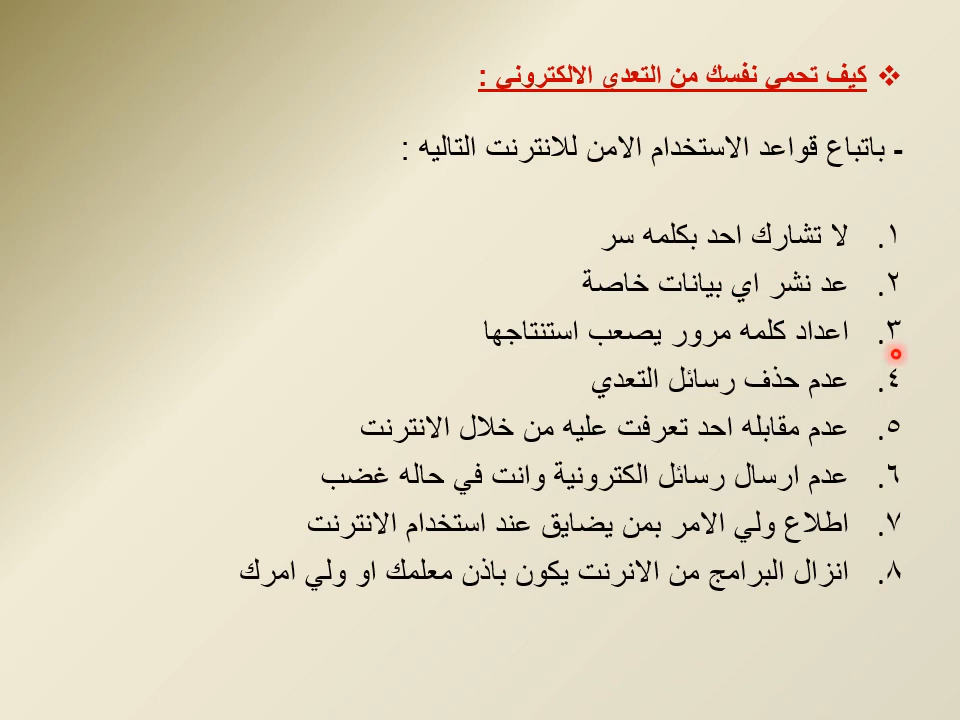 ❖ كيف تحمي نفسك من التعدي الالكتروني :
- باتباع قواعد الاستخدام الامن للانترنت التاليه :
١. لا تشارك احد بكلمه سر
٢. عد نشر اي بيانات خاصة
٣. اعداد كلمه مرور يصعب استنتاجها
٤. عدم حذف رسائل التعدي
٥. عدم مقابله احد تعرفت عليه من خلال الانترنت
٦. عدم ارسال رسائل الكترونية وانت في حاله غضب
٧. اطلاع ولي الامر بمن يضايق عند استخدام الانترنت
٨. انزال البرامج من الانرنت يكون باذن معلمك او ولي امرك